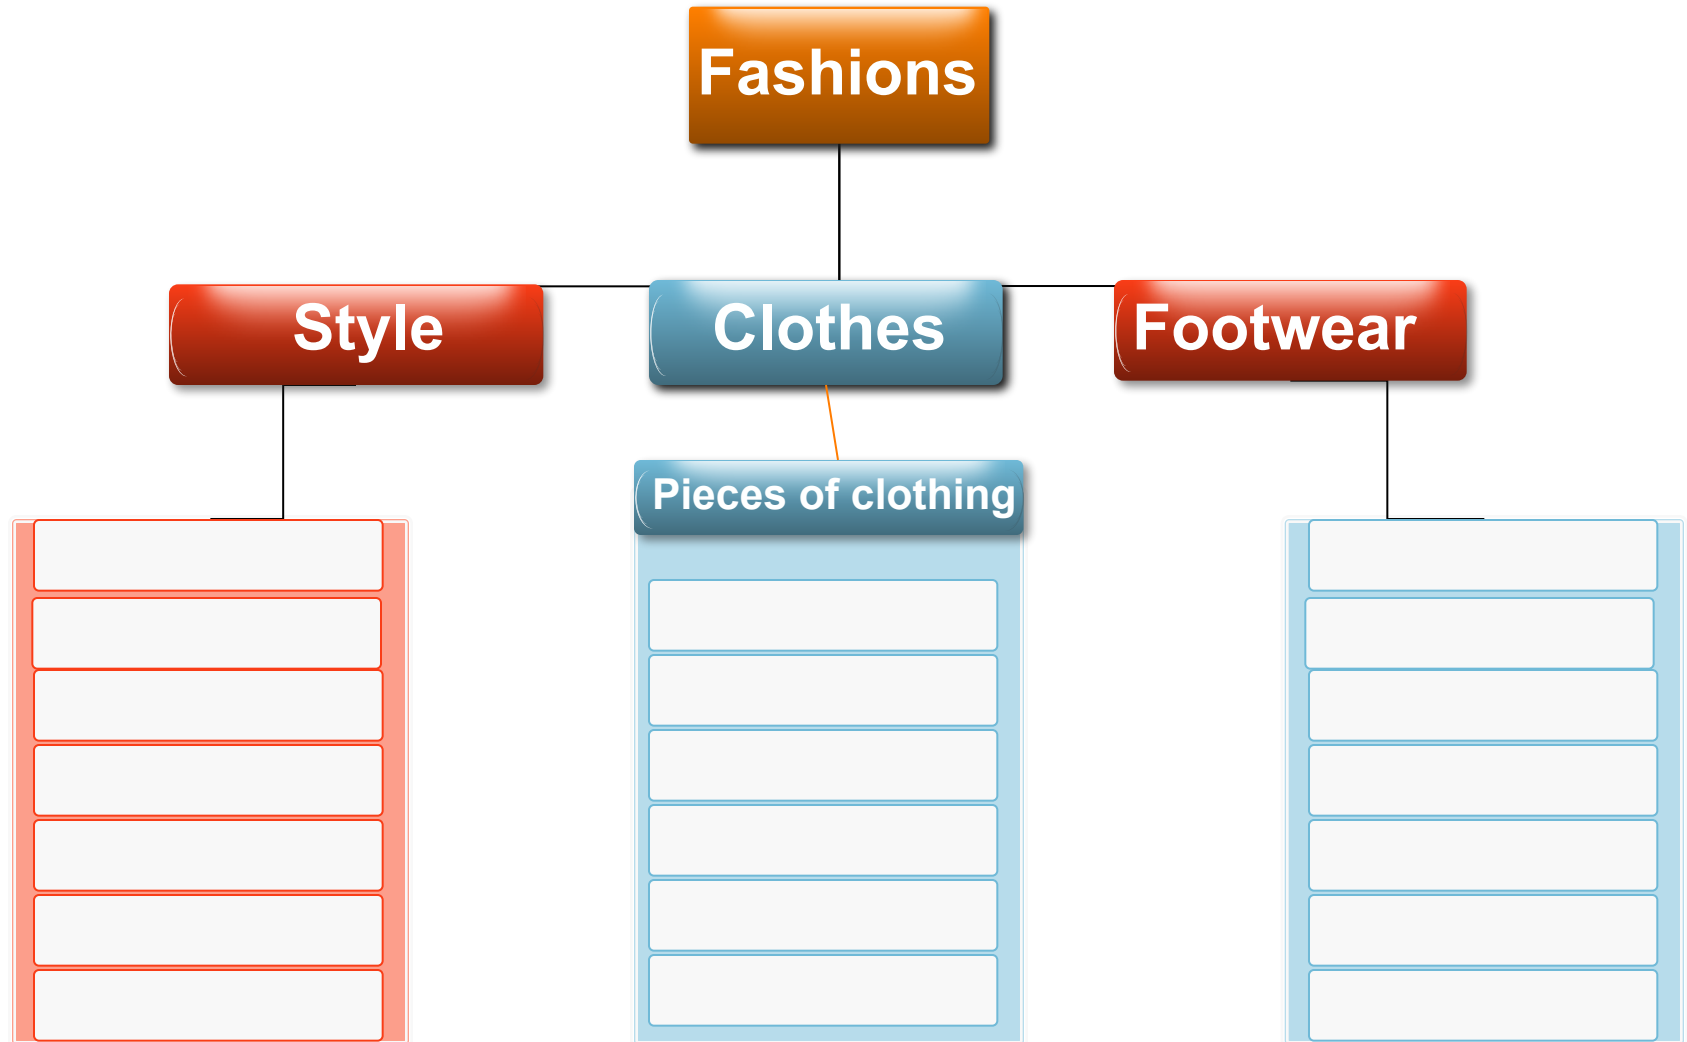 Fashions
Style
Clothes
Footwear
Pieces of clothing